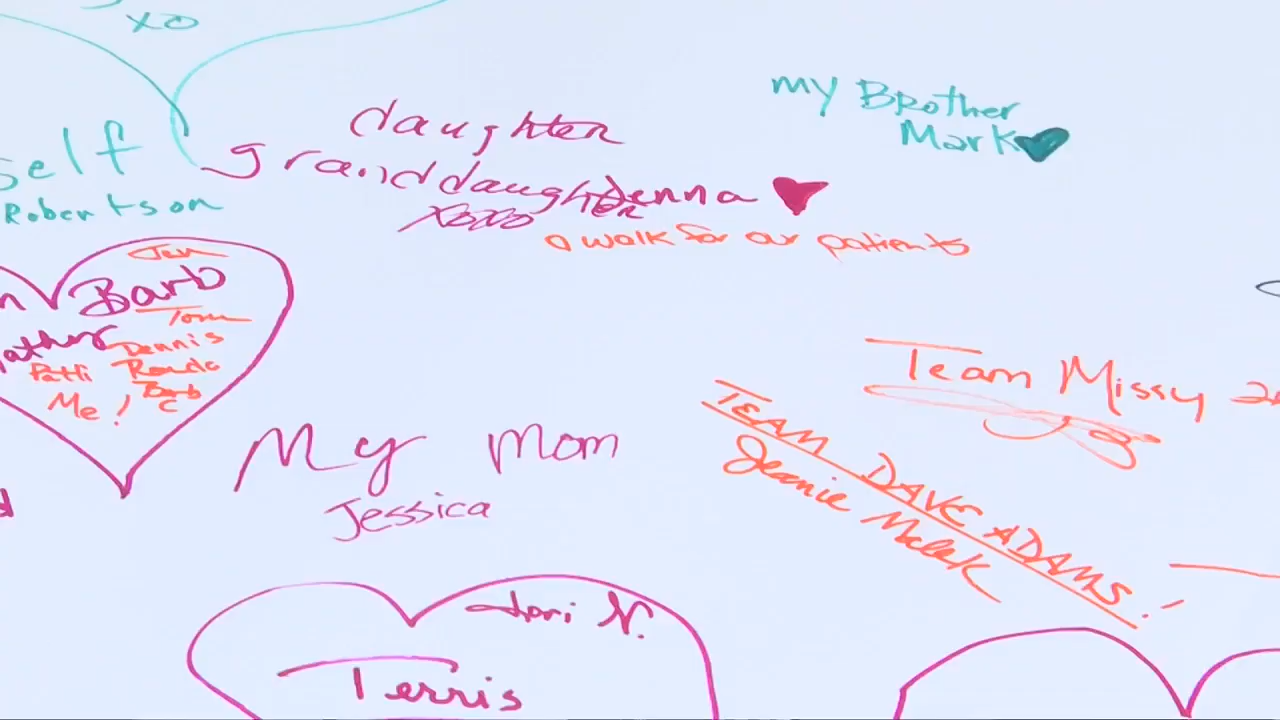 xo
daughter
granddaughter
xoxo
Jenna
my Brother
Mark
self
Robertson
walk for our patients
Jen
Barb
Tom
Dennis
Patti
Me!
Barb
C
Team Missy
My Mom
Jessica
TEAM DAVE ADAMS!
Jeanie
Lori N.
Terris